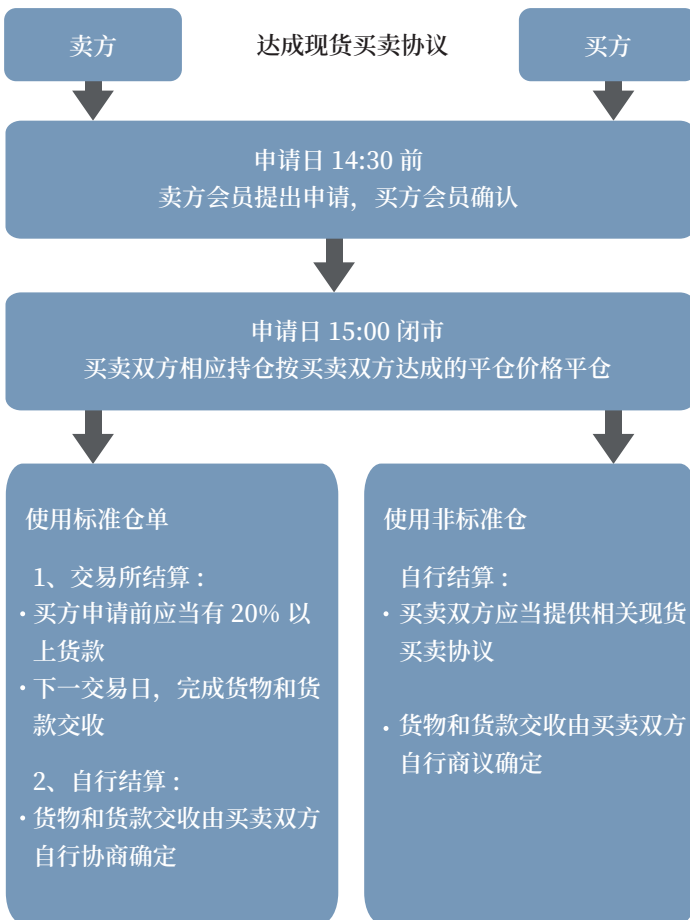 卖方
达成现货买卖协议
买方
申请日 14:30 前
卖方会员提出申请，买方会员确认
申请日 15:00 闭市
买卖双方相应持仓按买卖双方达成的平仓价格平仓
使用标准仓单
1、交易所结算：
·买方申请前应当有 20% 以
上货款
·下一交易日，完成货物和货
款交收
2、自行结算：
·货物和货款交收由买卖双方
自行协商确定
使用非标准仓
自行结算：
·买卖双方应当提供相关现货
买卖协议
·货物和货款交收由买卖双方
自行商议确定